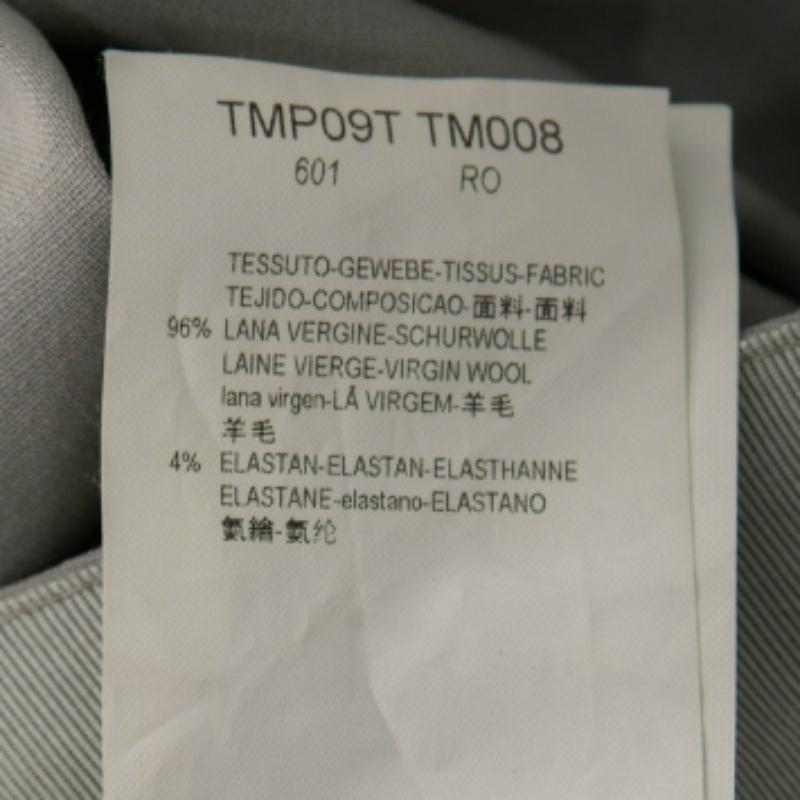 TMP09T TM008
601 RO
TESSUTO-GEWEBE-TISSUS-FABRIC
TEJIDO-COMPOSICAO-面料-面料
96% LANA VERGINE-SCHURWOLLE
LAINE VIERGE-VIRGIN WOOL
lana virgen-LÃ VIRGEM-羊毛
羊毛
4% ELASTAN-ELASTAN-ELASTHANNE
ELASTANE-elastano-ELASTANO
氨綸-氨纶